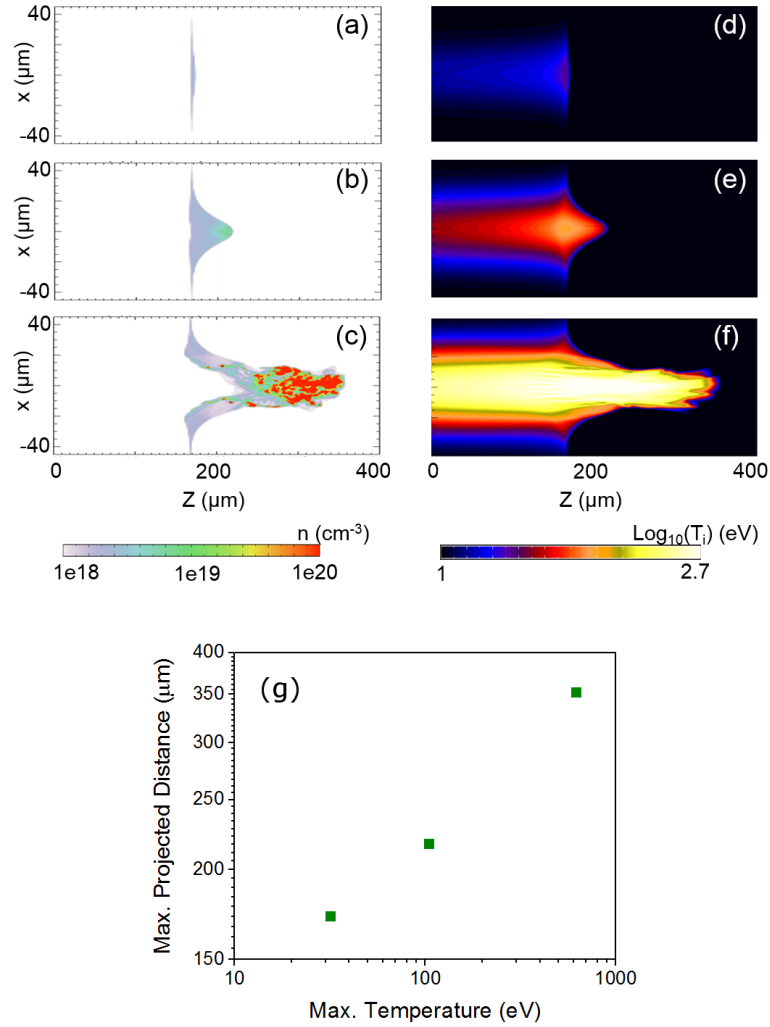 40
x (µm)
-40
(a)
(d)
40
x (µm)
-40
(b)
(e)
40
x (µm)
-40
(c)
(f)
0 200 400
Z (µm)
0 200 400
Z (µm)
n (cm⁻³)
1e18 1e19 1e20
Log₁₀(Tᵢ) (eV)
1 2.7
(g)
Max. Projected Distance (µm)
400
350
300
250
200
150
10 100 1000
Max. Temperature (eV)